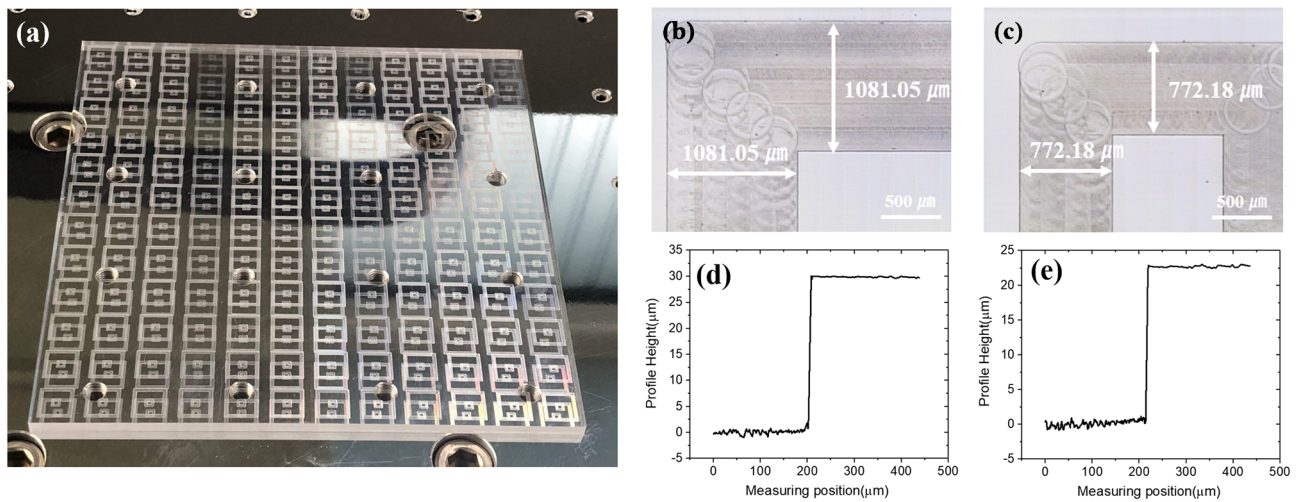 (a)
(b)
1081.05 μm
1081.05 μm
500 μm
(c)
772.18 μm
772.18 μm
500 μm
(d)
35
30
25
20
15
10
5
0
-5
Profile Height(μm)
0 100 200 300 400 500
Measuring position(μm)
(e)
25
20
15
10
5
0
-5
Profile Height(μm)
0 100 200 300 400 500
Measuring position(μm)